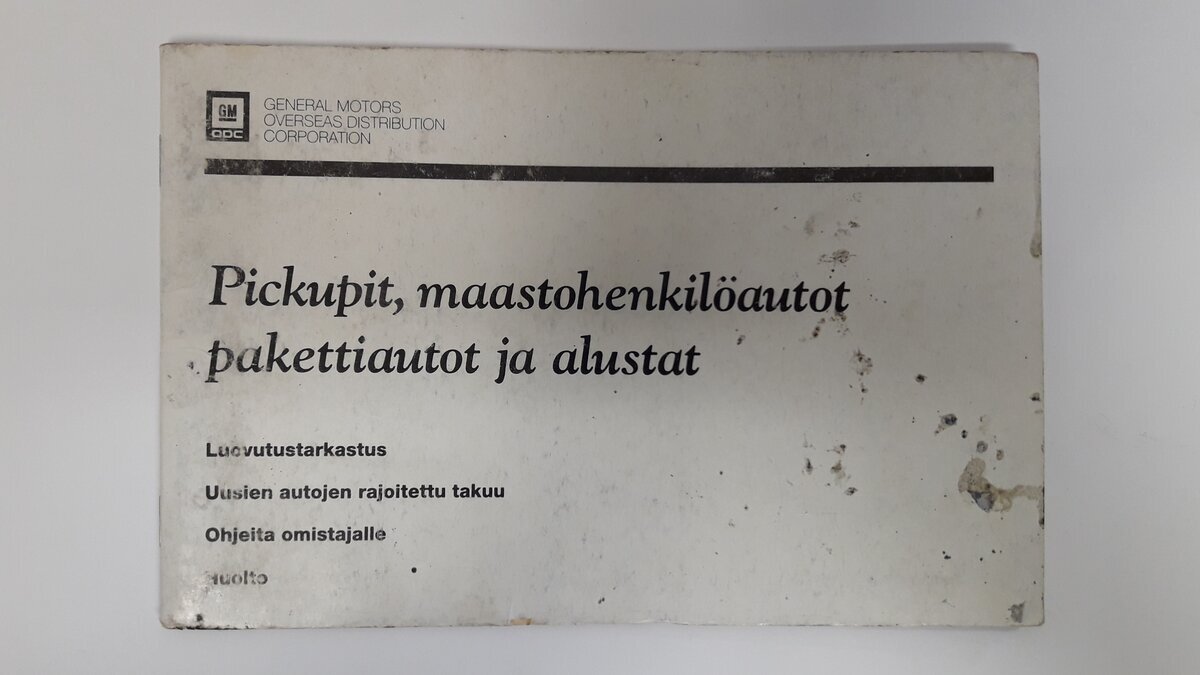 GM
ODC
GENERAL MOTORS
OVERSEAS DISTRIBUTION
CORPORATION
Pickupit, maastohenkilöautot
pakettiautot ja alustat
Luovutustarkastus
Uusien autojen rajoitettu takuu
Ohjeita omistajalle
Huolto